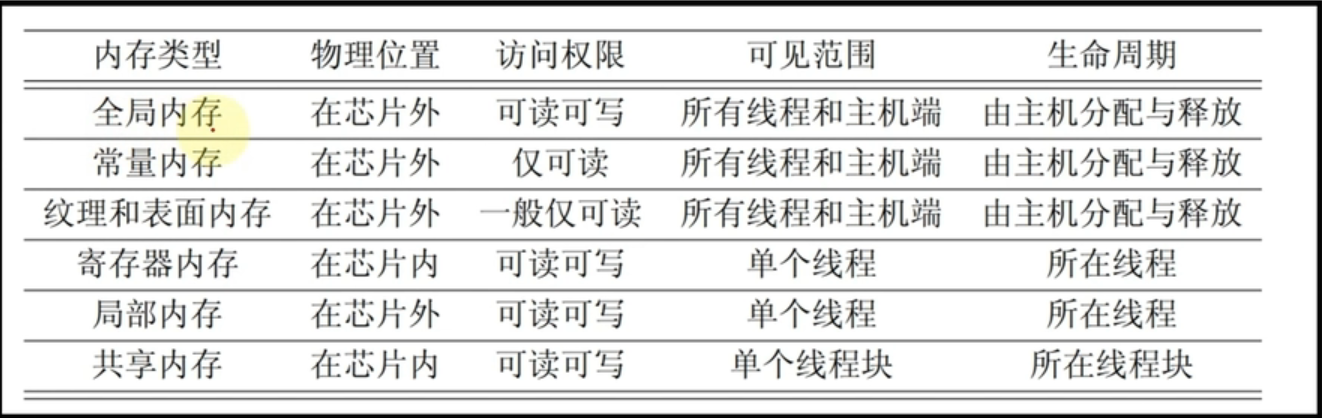 内存类型 物理位置 访问权限 可见范围 生命周期
全局内存 在芯片外 可读可写 所有线程和主机端 由主机分配与释放
常量内存 在芯片外 仅可读 所有线程和主机端 由主机分配与释放
纹理和表面内存 在芯片外 一般仅可读 所有线程和主机端 由主机分配与释放
寄存器内存 在芯片内 可读可写 单个线程 所在线程
局部内存 在芯片外 可读可写 单个线程 所在线程
共享内存 在芯片内 可读可写 单个线程块 所在线程块